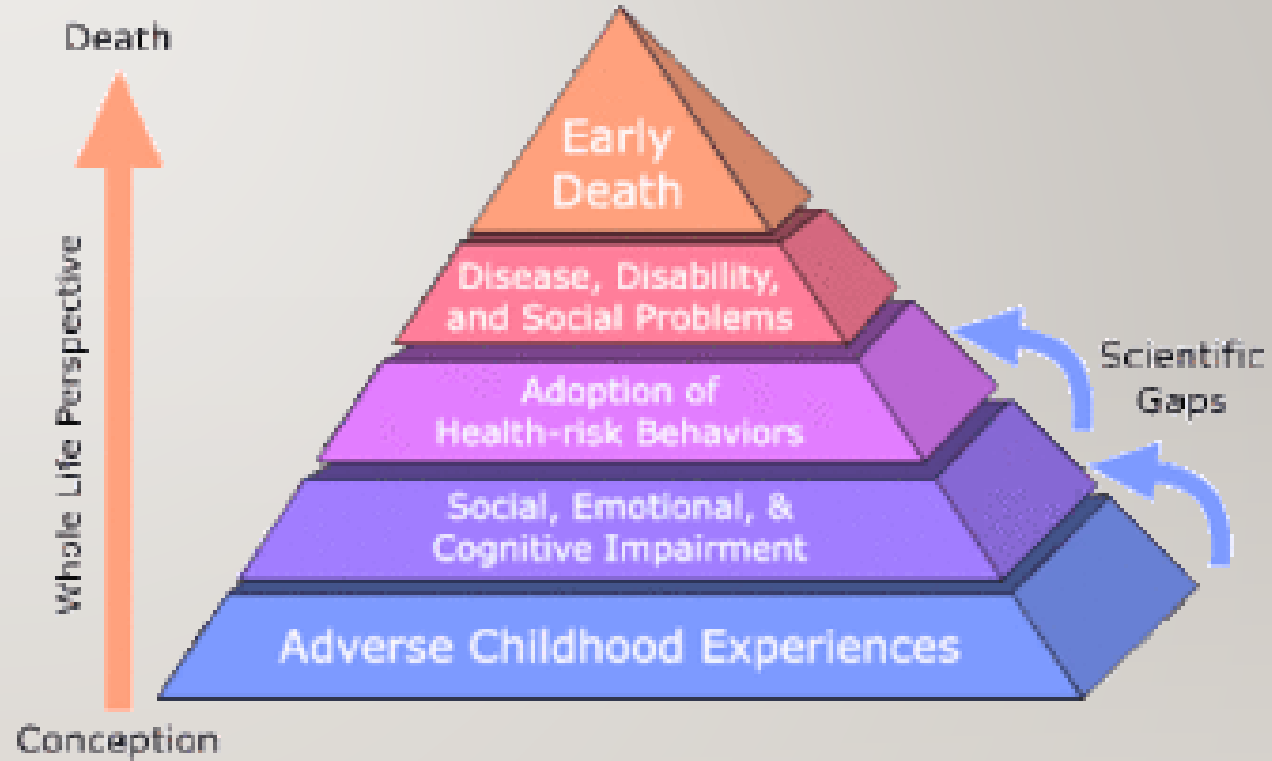 Death
Whole Life Perspective
Conception
Early
Death
Disease, Disability,
and Social Problems
Adoption of
Health-risk Behaviors
Social, Emotional, &
Cognitive Impairment
Adverse Childhood Experiences
Scientific
Gaps